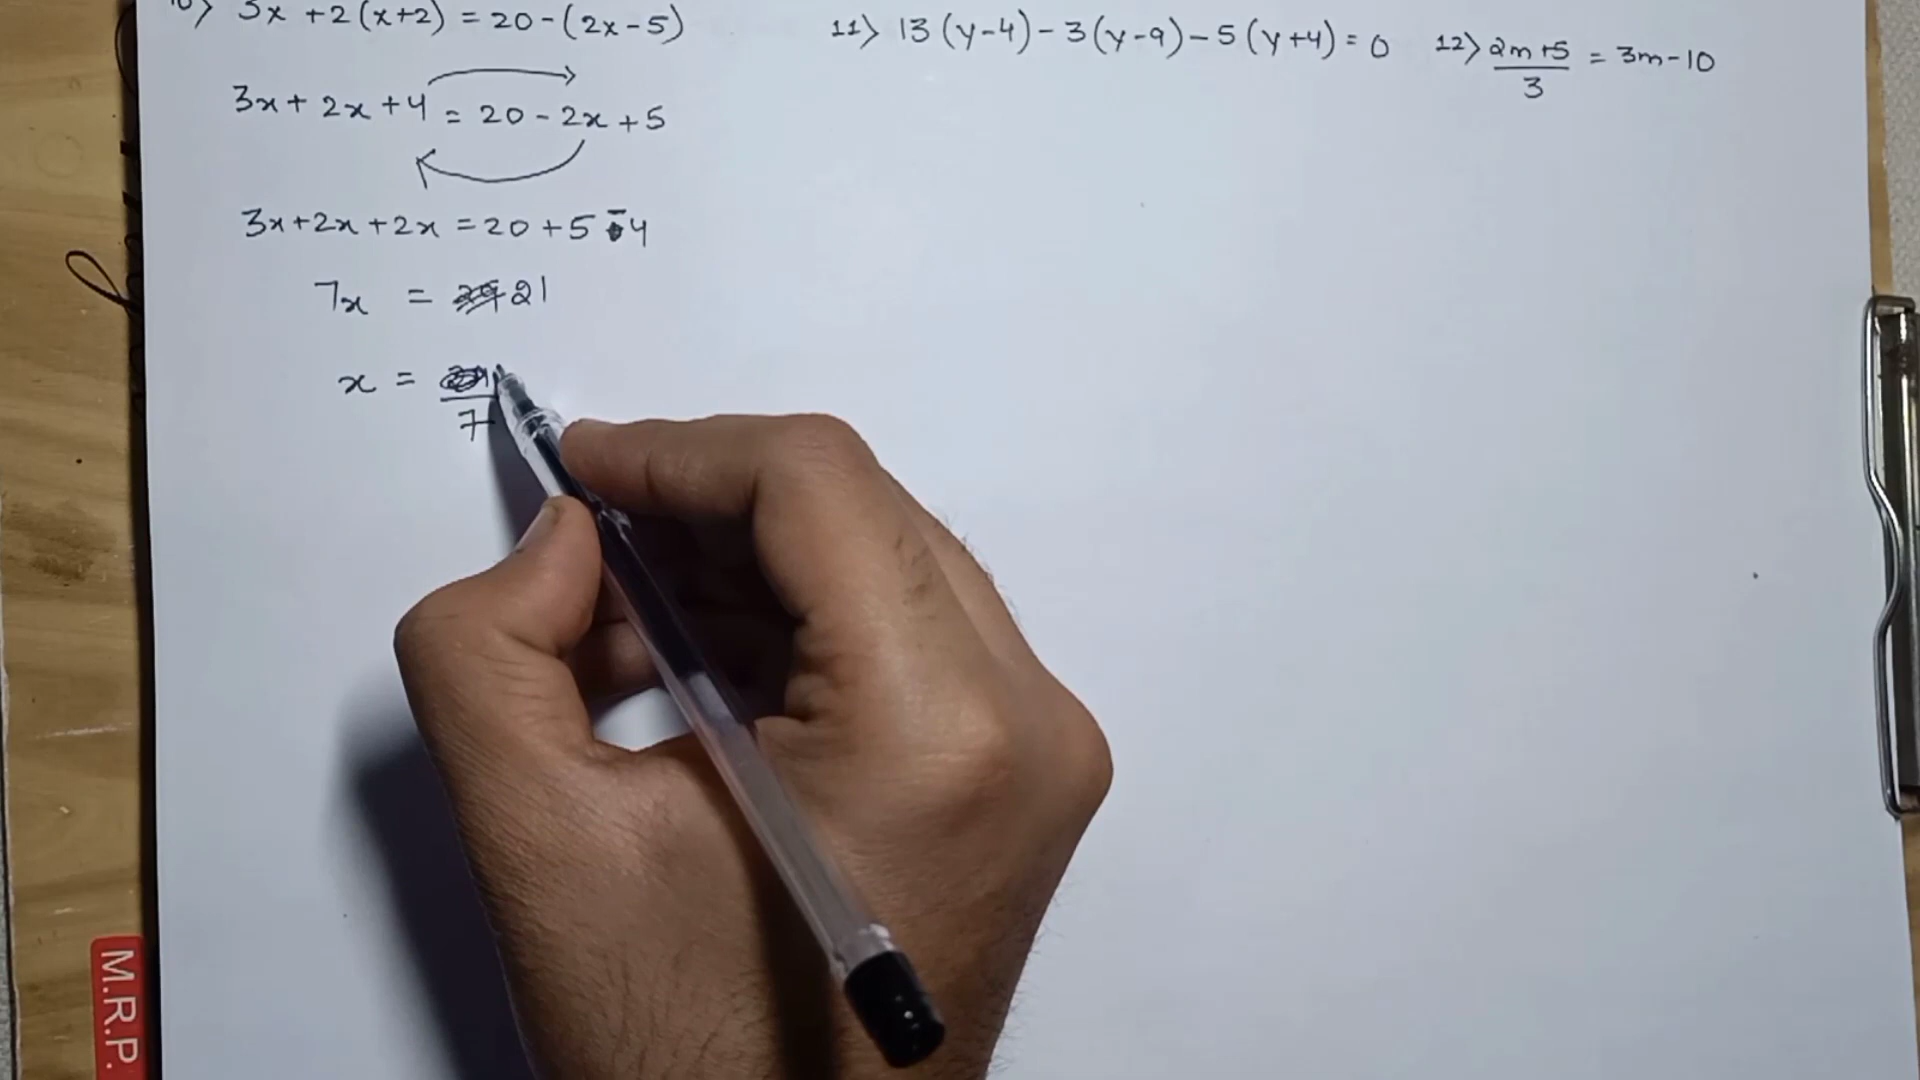 10) 3x + 2(x+2) = 20 - (2x - 5)
3x + 2x + 4 = 20 - 2x + 5
3x + 2x + 2x = 20 + 5 - 4
7x = 21
x =
7
11) 13(y-4) - 3(y-9) - 5(y+4) = 0
12) 2m+5
3
= 3m - 10
M.R.P.